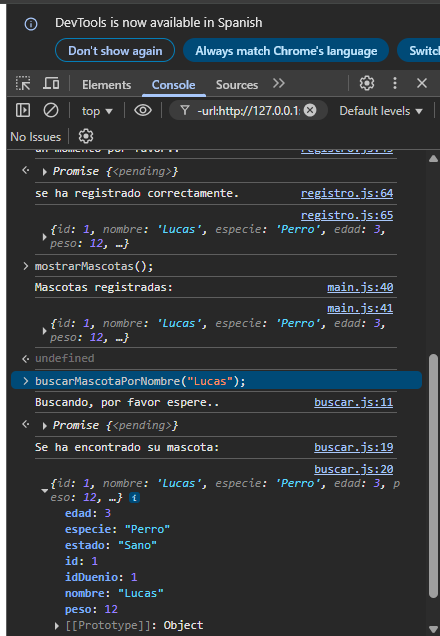 DevTools is now available in Spanish
Don't show again Always match Chrome's language Switch
Elements Console Sources
top -url:http://127.0.0.1: Default levels
No Issues
un momento por favor.. registro.js:49
Promise {<pending>}
se ha registrado correctamente. registro.js:64
registro.js:65
{id: 1, nombre: 'Lucas', especie: 'Perro', edad: 3,
peso: 12, …}
mostrarMascotas();
Mascotas registradas: main.js:40
main.js:41
{id: 1, nombre: 'Lucas', especie: 'Perro', edad: 3,
peso: 12, …}
undefined
buscarMascotaPorNombre("Lucas");
Buscando, por favor espere.. buscar.js:11
Promise {<pending>}
Se ha encontrado su mascota: buscar.js:19
buscar.js:20
{id: 1, nombre: 'Lucas', especie: 'Perro', edad: 3, p
eso: 12, …} i
edad: 3
especie: "Perro"
estado: "Sano"
id: 1
idDuenio: 1
nombre: "Lucas"
peso: 12
[[Prototype]]: Object